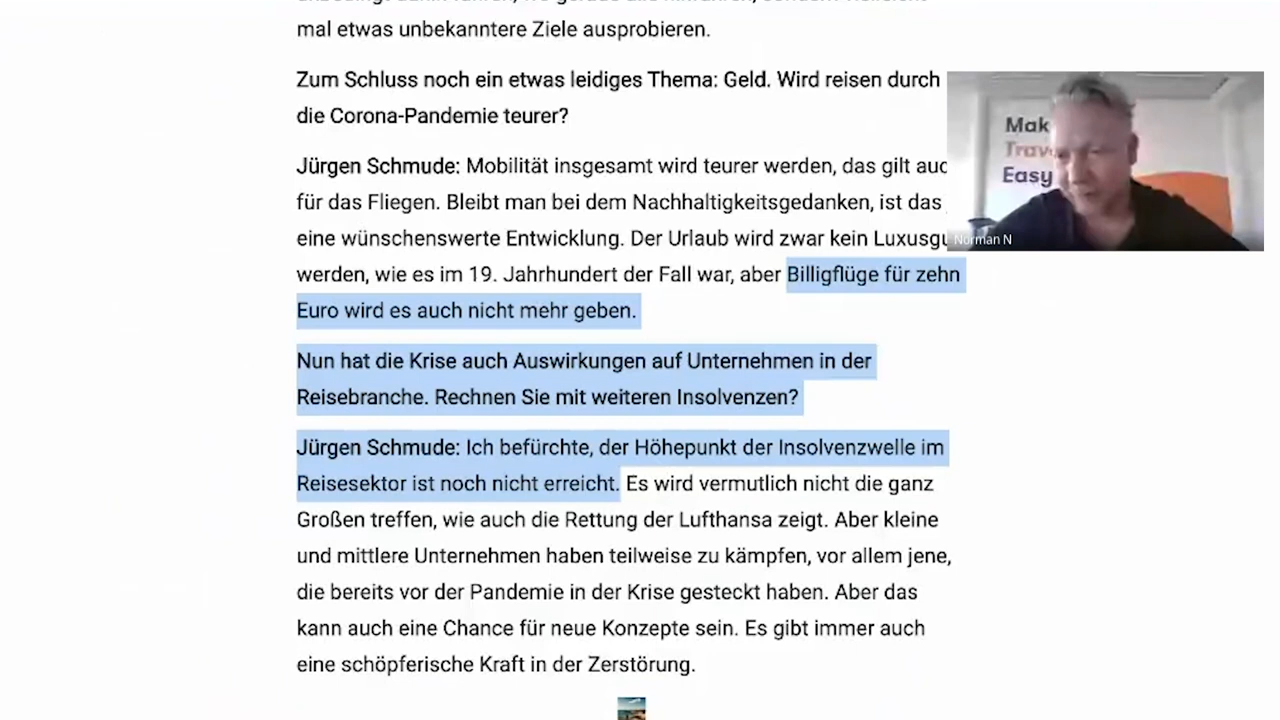 mal etwas unbekanntere Ziele ausprobieren.
Zum Schluss noch ein etwas leidiges Thema: Geld. Wird reisen durch
die Corona-Pandemie teurer?
Jürgen Schmude: Mobilität insgesamt wird teurer werden, das gilt
für das Fliegen. Bleibt man bei dem Nachhaltigkeitsgedanken, ist das
eine wünschenswerte Entwicklung. Der Urlaub wird zwar kein
werden, wie es im 19. Jahrhundert der Fall war, aber Billigflüge für zehn
Euro wird es auch nicht mehr geben.
Nun hat die Krise auch Auswirkungen auf Unternehmen in der
Reisebranche. Rechnen Sie mit weiteren Insolvenzen?
Jürgen Schmude: Ich befürchte, der Höhepunkt der Insolvenzwelle im
Reisesektor ist noch nicht erreicht. Es wird vermutlich nicht die ganz
Großen treffen, wie auch die Rettung der Lufthansa zeigt. Aber kleine
und mittlere Unternehmen haben teilweise zu kämpfen, vor allem jene,
die bereits vor der Pandemie in der Krise gesteckt haben. Aber das
kann auch eine Chance für neue Konzepte sein. Es gibt immer auch
eine schöpferische Kraft in der Zerstörung.
Mak
Trav
Easy
Norman N